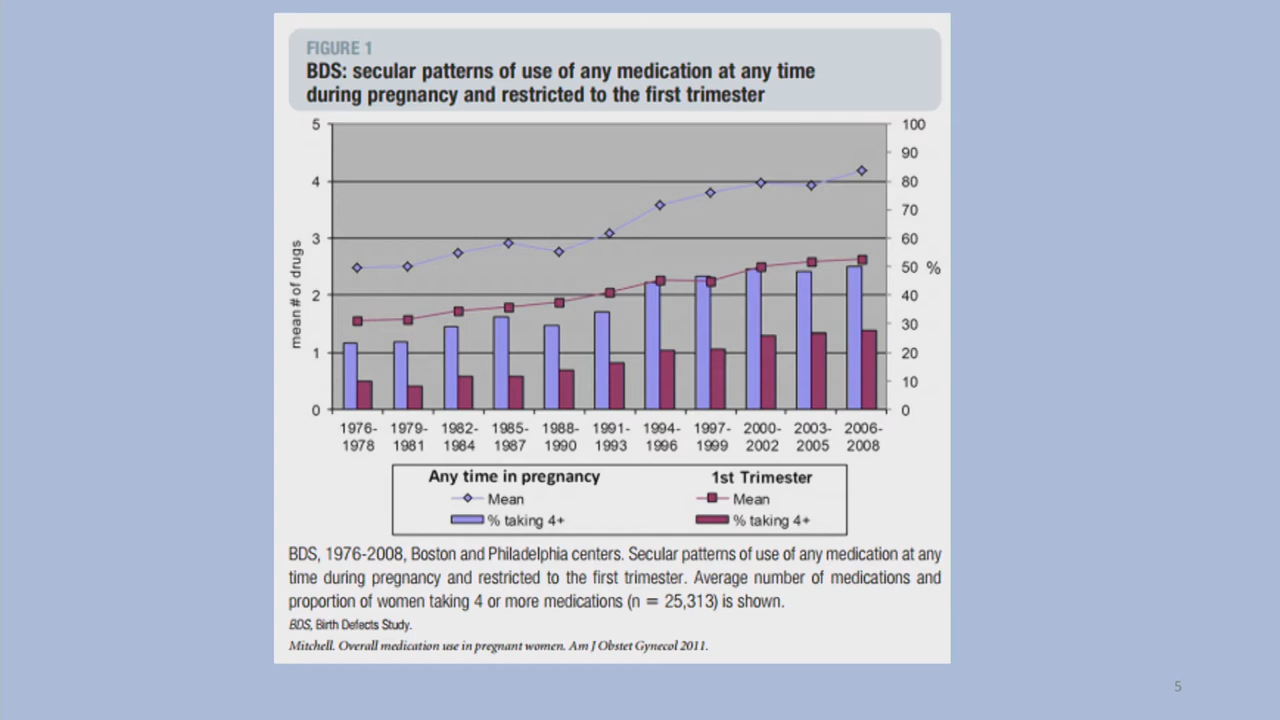 FIGURE 1
BDS: secular patterns of use of any medication at any time
during pregnancy and restricted to the first trimester
5
4
3
2
1
0
mean # of drugs
100
90
80
70
60
50
40
30
20
10
0
%
1976-
1978
1979-
1981
1982-
1984
1985-
1987
1988-
1990
1991-
1993
1994-
1996
1997-
1999
2000-
2002
2003-
2005
2006-
2008
Any time in pregnancy
Mean
% taking 4+
1st Trimester
Mean
% taking 4+
BDS, 1976-2008, Boston and Philadelphia centers. Secular patterns of use of any medication at any
time during pregnancy and restricted to the first trimester. Average number of medications and
proportion of women taking 4 or more medications (n = 25,313) is shown.
BDS, Birth Defects Study.
Mitchell. Overall medication use in pregnant women. Am J Obstet Gynecol 2011.
5